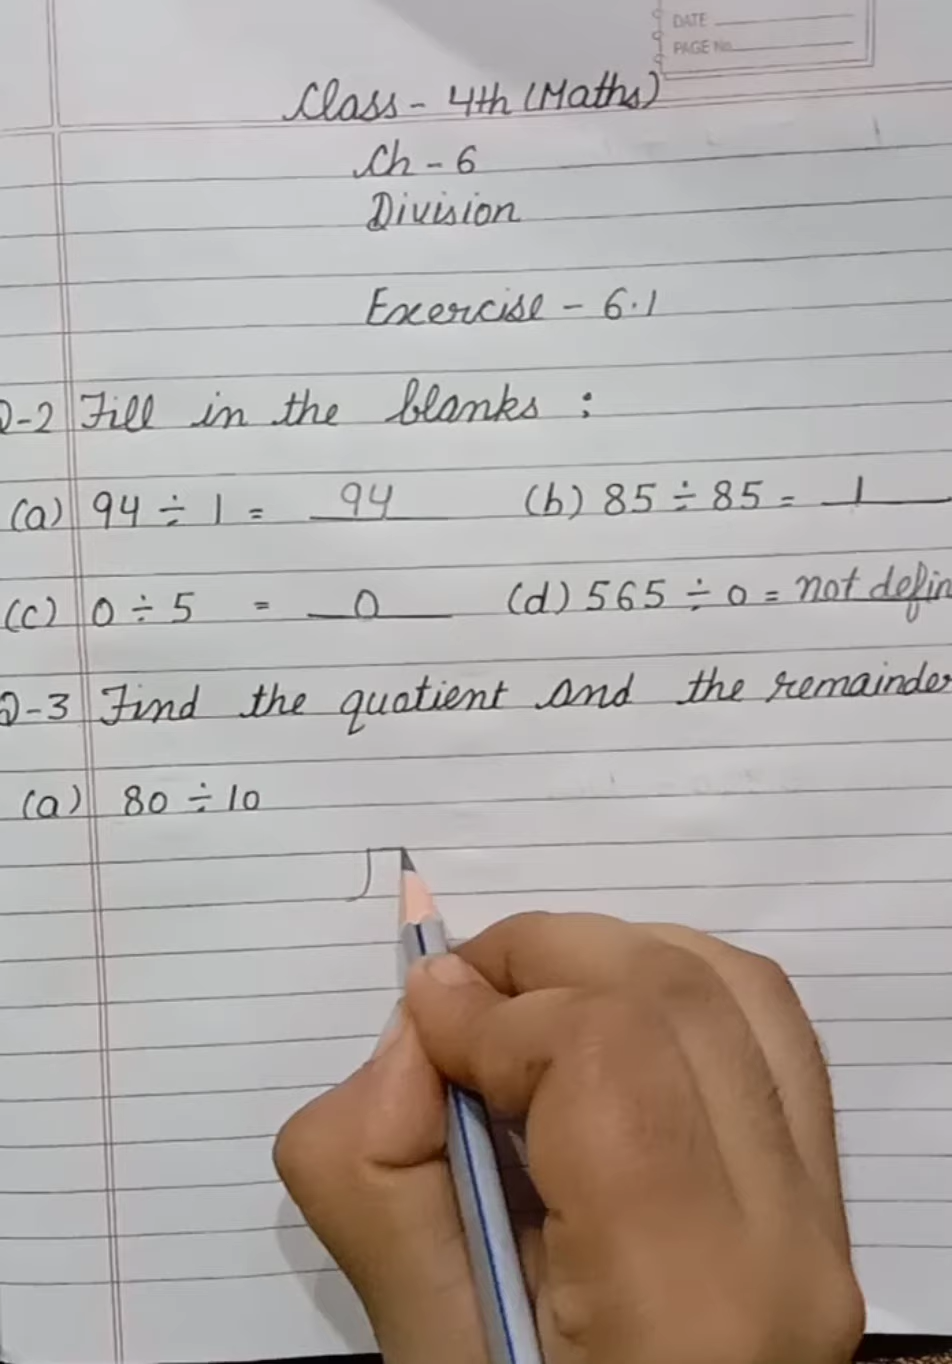 DATE
PAGE No.
Class - 4th (Maths)
Ch - 6
Division
Exercise - 6.1
Q-2 Fill in the blanks :
(a) 94 ÷ 1 = 94 (b) 85 ÷ 85 = 1
(c) 0 ÷ 5 = 0 (d) 565 ÷ 0 = not defin
Q-3 Find the quotient and the remainder
(a) 80 ÷ 10